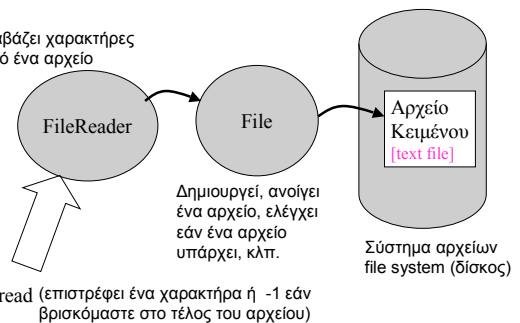 αβάζει χαρακτήρες
ό ένα αρχείο
FileReader
File
Αρχείο
Κειμένου
[text file]
Δημιουργεί, ανοίγει
ένα αρχείο, ελέγχει
εάν ένα αρχείο
υπάρχει, κλπ.
Σύστημα αρχείων
file system (δίσκος)
read (επιστρέφει ένα χαρακτήρα ή -1 εάν
βρισκόμαστε στο τέλος του αρχείου)